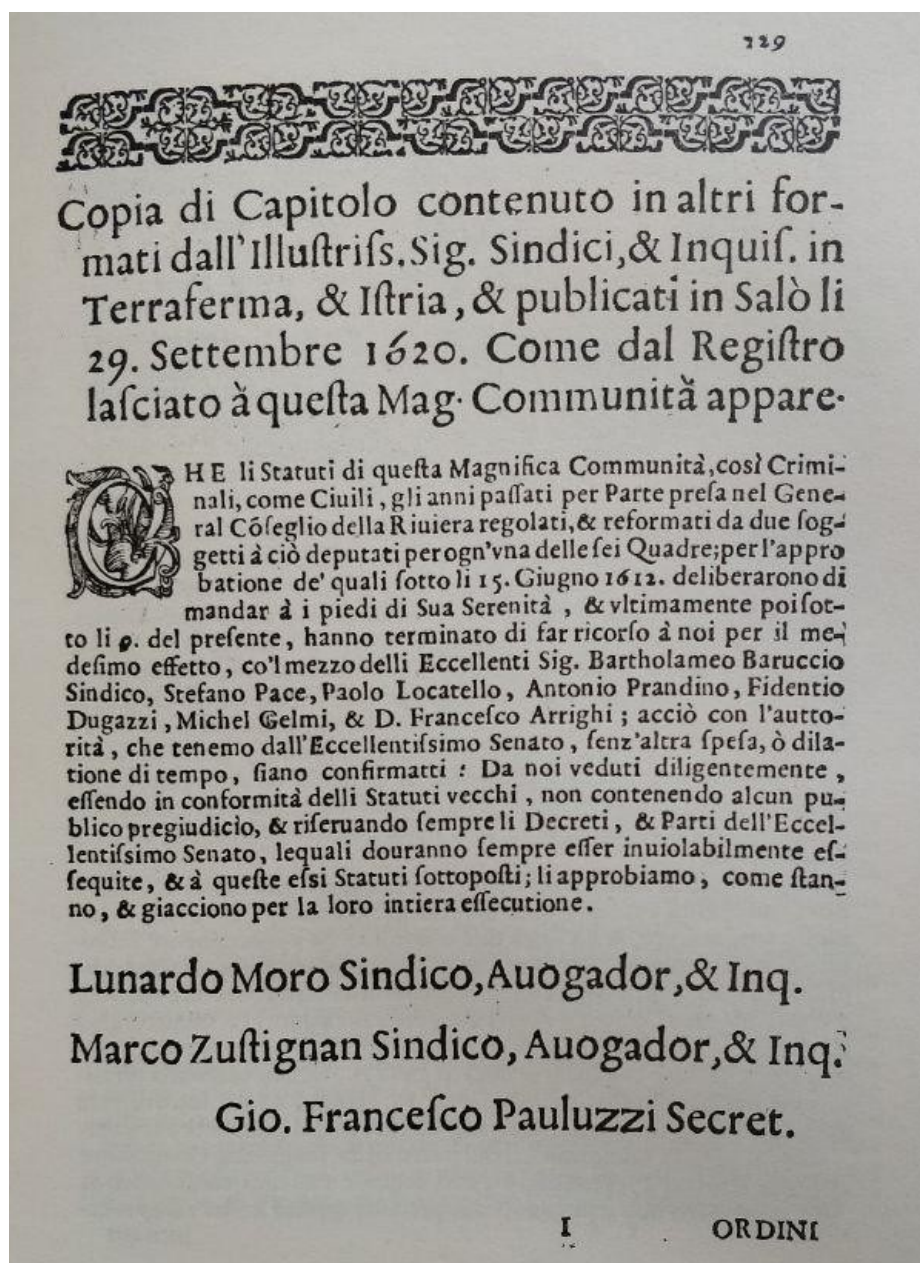 129
Copia di Capitolo contenuto in altri for-
mati dall'Illuſtriſs. Sig. Sindici, & Inquiſ. in
Terraferma, & Iſtria, & publicati in Salò li
29. Settembre 1620. Come dal Regiſtro
laſciato à queſta Mag. Communità appare.
CHE li Statuti di queſta Magnifica Communità, così Crimi-
nali, come Ciuili, gli anni paſſati per Parte preſa nel Gene-
ral Cōſeglio della Riuiera regolati, & reformati da due ſog-
getti à ciò deputati per ogn'vna delle ſei Quadre; per l'appro
batione de' quali ſotto li 15. Giugno 1612. deliberarono di
mandar à i piedi di Sua Serenità, & vltimamente poi ſot-
to li 9. del preſente, hanno terminato di far ricorſo à noi per il me-
deſimo effetto, co'l mezzo delli Eccellenti Sig. Bartholameo Baruccio
Sindico, Stefano Pace, Paolo Locatello, Antonio Prandino, Fidentio
Dugazzi, Michel Gelmi, & D. Franceſco Arrighi; acciò con l'autto-
rità, che tenemo dall'Eccellentiſsimo Senato, ſenz'altra ſpeſa, ò dila-
tione di tempo, ſiano confirmatti: Da noi veduti diligentemente,
eſſendo in conformità delli Statuti vecchi, non contenendo alcun pu-
blico pregiudicio, & riſeruando ſempre li Decreti, & Parti dell'Eccel-
lentiſsimo Senato, lequali douranno ſempre eſſer inuiolabilmente eſ-
ſequite, & à queſte eſsi Statuti ſottopoſti; li approbiamo, come ſtan-
no, & giacciono per la loro intiera eſſecutione.
Lunardo Moro Sindico, Auogador, & Inq.
Marco Zuſtignan Sindico, Auogador, & Inq.
Gio. Franceſco Pauluzzi Secret.
I ORDINI